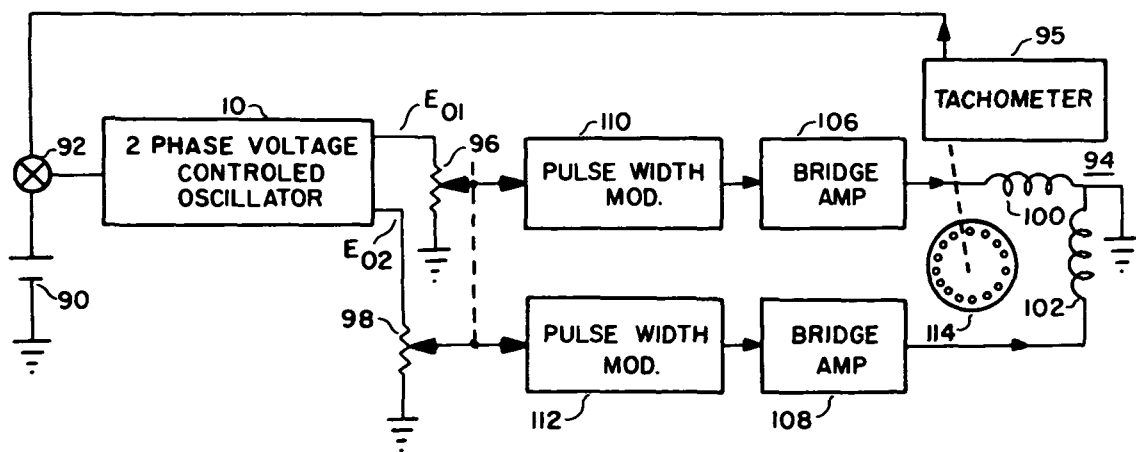 95
TACHOMETER
10
E01
2 PHASE VOLTAGE
CONTROLED
OSCILLATOR
92
96
110
PULSE WIDTH
MOD.
106
BRIDGE
AMP
94
100
E02
90
98
PULSE WIDTH
MOD.
112
BRIDGE
AMP
108
114
102